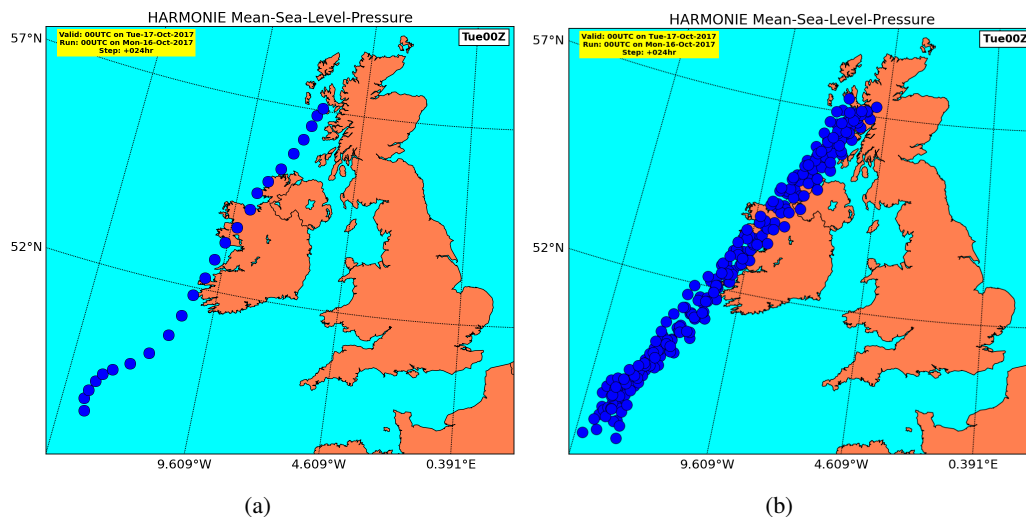 HARMONIE Mean-Sea-Level-Pressure
Valid: 00UTC on Tue-17-Oct-2017
Run: 00UTC on Mon-16-Oct-2017
Step: +024hr
Tue00Z
57°N
52°N
9.609°W
4.609°W
0.391°E
(a)
HARMONIE Mean-Sea-Level-Pressure
Valid: 00UTC on Tue-17-Oct-2017
Run: 00UTC on Mon-16-Oct-2017
Step: +024hr
Tue00Z
57°N
52°N
9.609°W
4.609°W
0.391°E
(b)